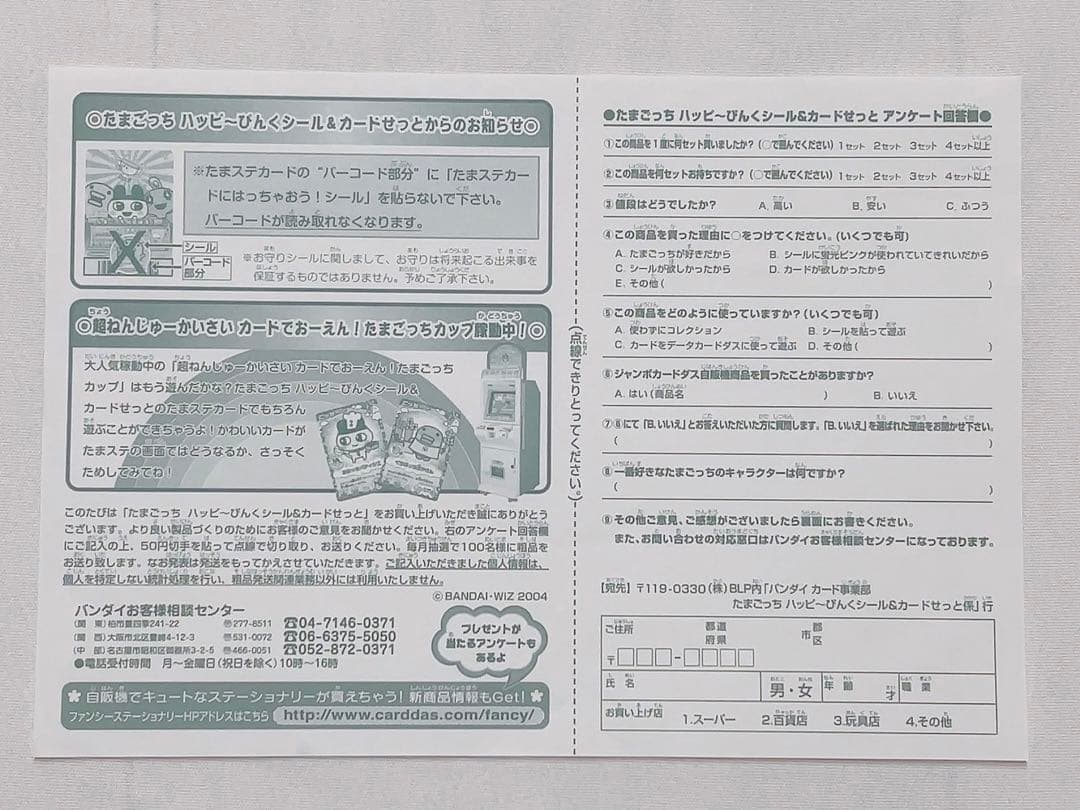 ◎たまごっち ハッピ〜ぴんくシール&カードせっとからのお知らせ◎
※たまステカードの“バーコード部分”に「たまステカー
ドにはっちゃおう!シール」を貼らないで下さい。
バーコードが読み取れなくなります。
シール
バーコード
部分
※お守りシールに関しまして、お守りは将来起こる出来事を
保証するものではありません。予めご了承下さい。
◎超ねんじゅーかいさい カードでおーえん!たまごっちカップ稼動中!◎
大人気稼動中の「超ねんじゅーかいさい カードでおーえん!たまごっち
カップ」はもう遊んだかな?たまごっち ハッピーぴんくシール&
カードせっとのたまステカードでもちろん
遊ぶことができちゃうよ!かわいいカードが
たまステの画面ではどうなるか、さっそく
ためしてみてね!
このたびは「たまごっち ハッピ〜ぴんくシール&カードせっと」をお買い上げいただき誠にありがとう
ございます。より良い製品づくりのためにお客様のご意見をお聞かせください。右のアンケート回答欄
にご記入の上、50円切手を貼って点線で切り取り、お送りください。毎月抽選で100名様に粗品を
お送り致します。なお発表は発送をもってかえさせていただきます。ご記入いただきました個人情報は、
個人を特定しない統計処理を行い、粗品発送関連業務以外には利用いたしません。
©BANDAI・WIZ 2004
バンダイお客様相談センター
(関 東)柏市豊四季241-22 〒277-8511 ☎04-7146-0371
(関 西)大阪市北区豊崎4-12-3 〒531-0072 ☎06-6375-5050
(中 部)名古屋市昭和区御器所3-2-5 〒466-0051 ☎052-872-0371
●電話受付時間 月〜金曜日(祝日を除く)10時〜16時
プレゼントが
当たるアンケートも
あるよ
自販機でキュートなステーショナリーが買えちゃう!新商品情報もGet!
ファンシーステーショナリーHPアドレスはこちら http://www.carddas.com/fancy/
(点線できりとってください。)
●たまごっち ハッピ〜ぴんくシール&カードせっと アンケート回答欄●
①この商品を1度に何セット買いましたか?(○で囲んでください) 1セット 2セット 3セット 4セット以上
②この商品を何セットお持ちですか?(○で囲んでください) 1セット 2セット 3セット 4セット以上
③値段はどうでしたか? A. 高い B. 安い C. ふつう
④この商品を買った理由に○をつけてください。(いくつでも可)
A. たまごっちが好きだから B. シールに蛍光ピンクが使われていてきれいだから
C. シールが欲しかったから D. カードが欲しかったから
E. その他( )
⑤この商品をどのように使っていますか?(いくつでも可)
A. 使わずにコレクション B. シールを貼って遊ぶ
C. カードをデータカードダスに使って遊ぶ D. その他( )
⑥ジャンボカードダス自販機商品を買ったことがありますか?
A. はい(商品名 ) B. いいえ
⑦⑥にて「B.いいえ」とお答えいただいた方に質問します。「B.いいえ」を選ばれた理由をお聞かせ下さい。
( )
⑧一番好きなたまごっちのキャラクターは何ですか?
( )
⑨その他ご意見、ご感想がございましたら裏面にお書きください。
また、お問い合わせの対応窓口はバンダイお客様相談センターになっております。
【宛先】〒119-0330(株)BLP内「バンダイ カード事業部
たまごっち ハッピ〜ぴんくシール&カードせっと係」行
ご住所 都道府県 市区
〒□□□-□□□□
氏名 男・女 年齢 才 職業
お買い上げ店 1.スーパー 2.百貨店 3.玩具店 4.その他